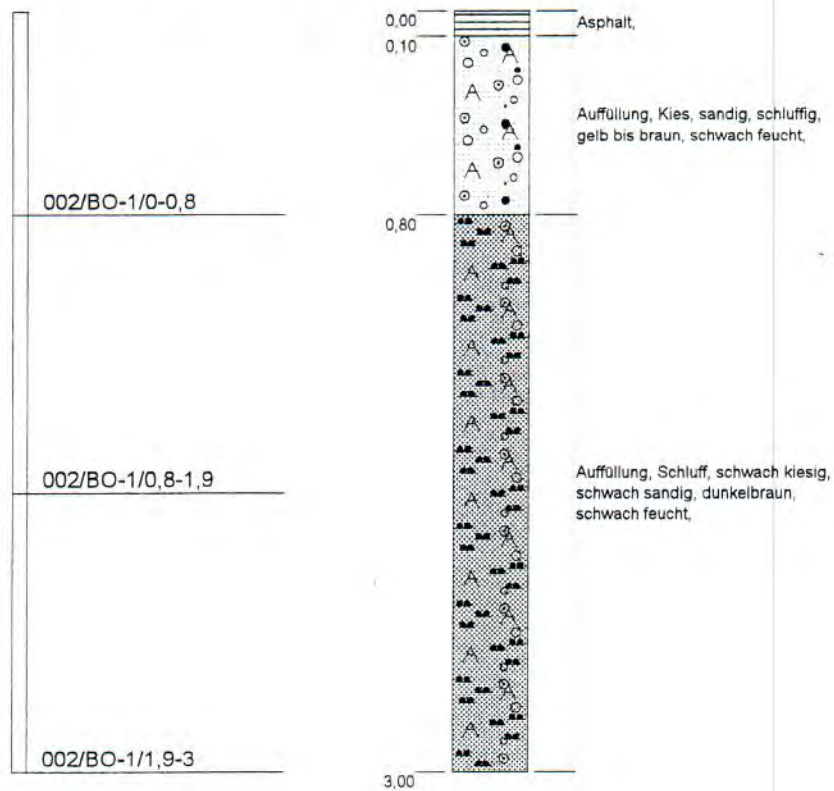 0,00
Asphalt,
0,10
Auffüllung, Kies, sandig, schluffig,
gelb bis braun, schwach feucht,
002/BO-1/0-0,8
0,80
002/BO-1/0,8-1,9
Auffüllung, Schluff, schwach kiesig,
schwach sandig, dunkelbraun,
schwach feucht,
002/BO-1/1,9-3
3,00